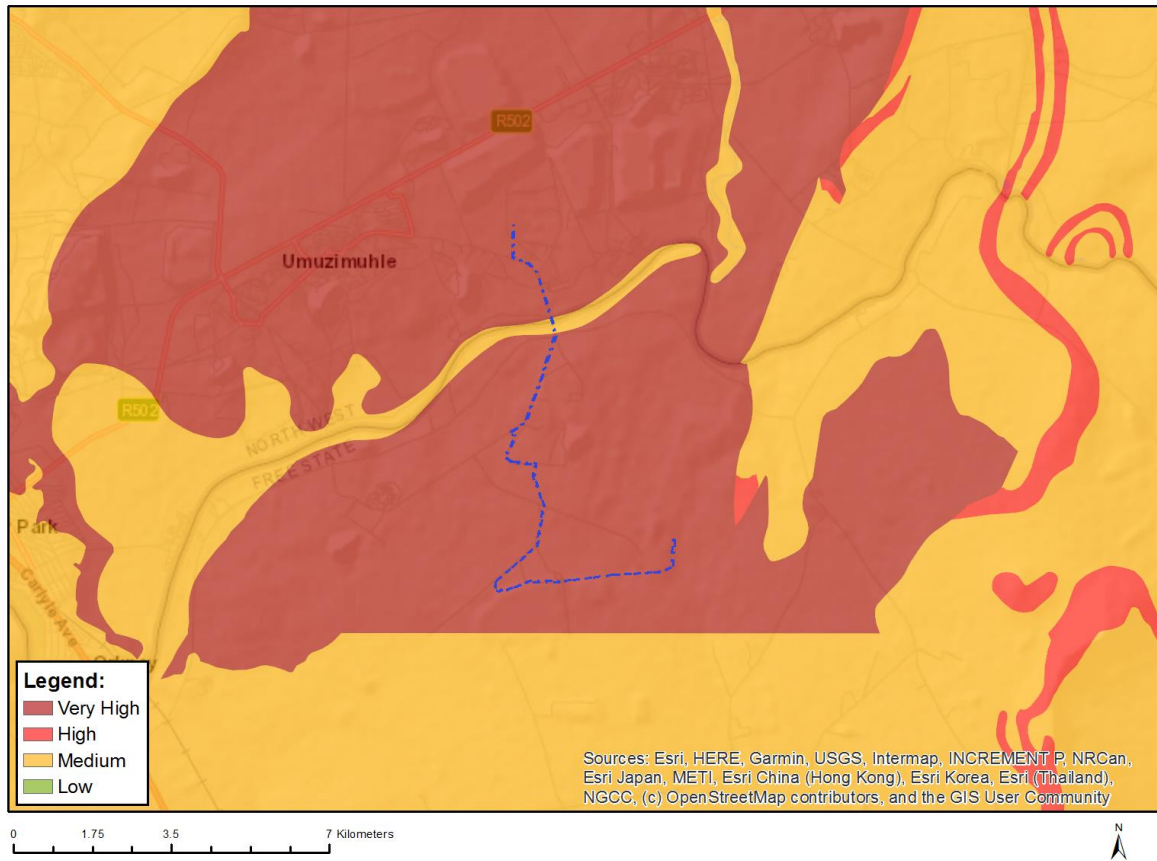 R502
Umuzimuhle
R502
NORTH WEST
FREE STATE
Park
Carlyle Ave
Orkney
Legend:
Very High
High
Medium
Low
Sources: Esri, HERE, Garmin, USGS, Intermap, INCREMENT P, NRCan,
Esri Japan, METI, Esri China (Hong Kong), Esri Korea, Esri (Thailand),
NGCC, (c) OpenStreetMap contributors, and the GIS User Community
0 1.75 3.5 7 Kilometers
N